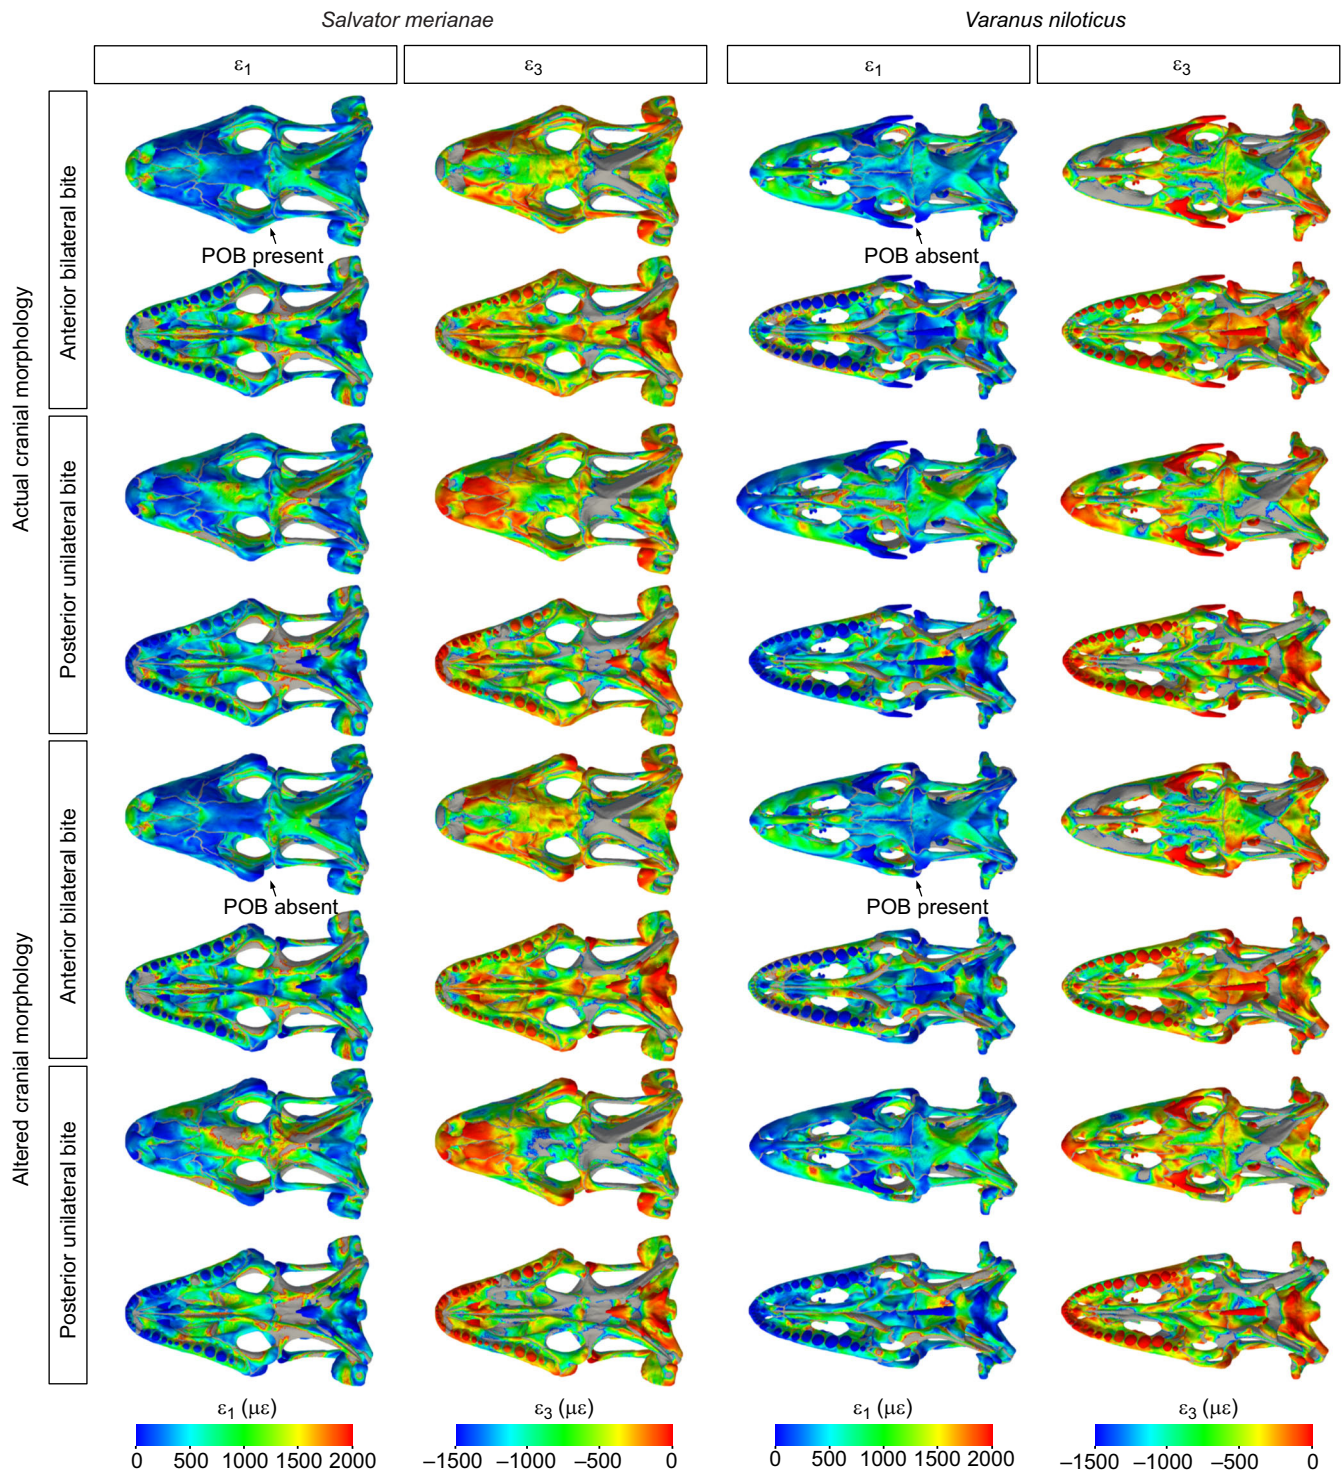 Salvator merianae
Varanus niloticus
ε1
ε3
ε1
ε3
Actual cranial morphology
Anterior bilateral bite
POB present
POB absent
Posterior unilateral bite
Altered cranial morphology
Anterior bilateral bite
POB absent
POB present
Posterior unilateral bite
ε1 (με)
ε3 (με)
ε1 (με)
ε3 (με)
0 500 1000 1500 2000
–1500 –1000 –500 0
0 500 1000 1500 2000
–1500 –1000 –500 0